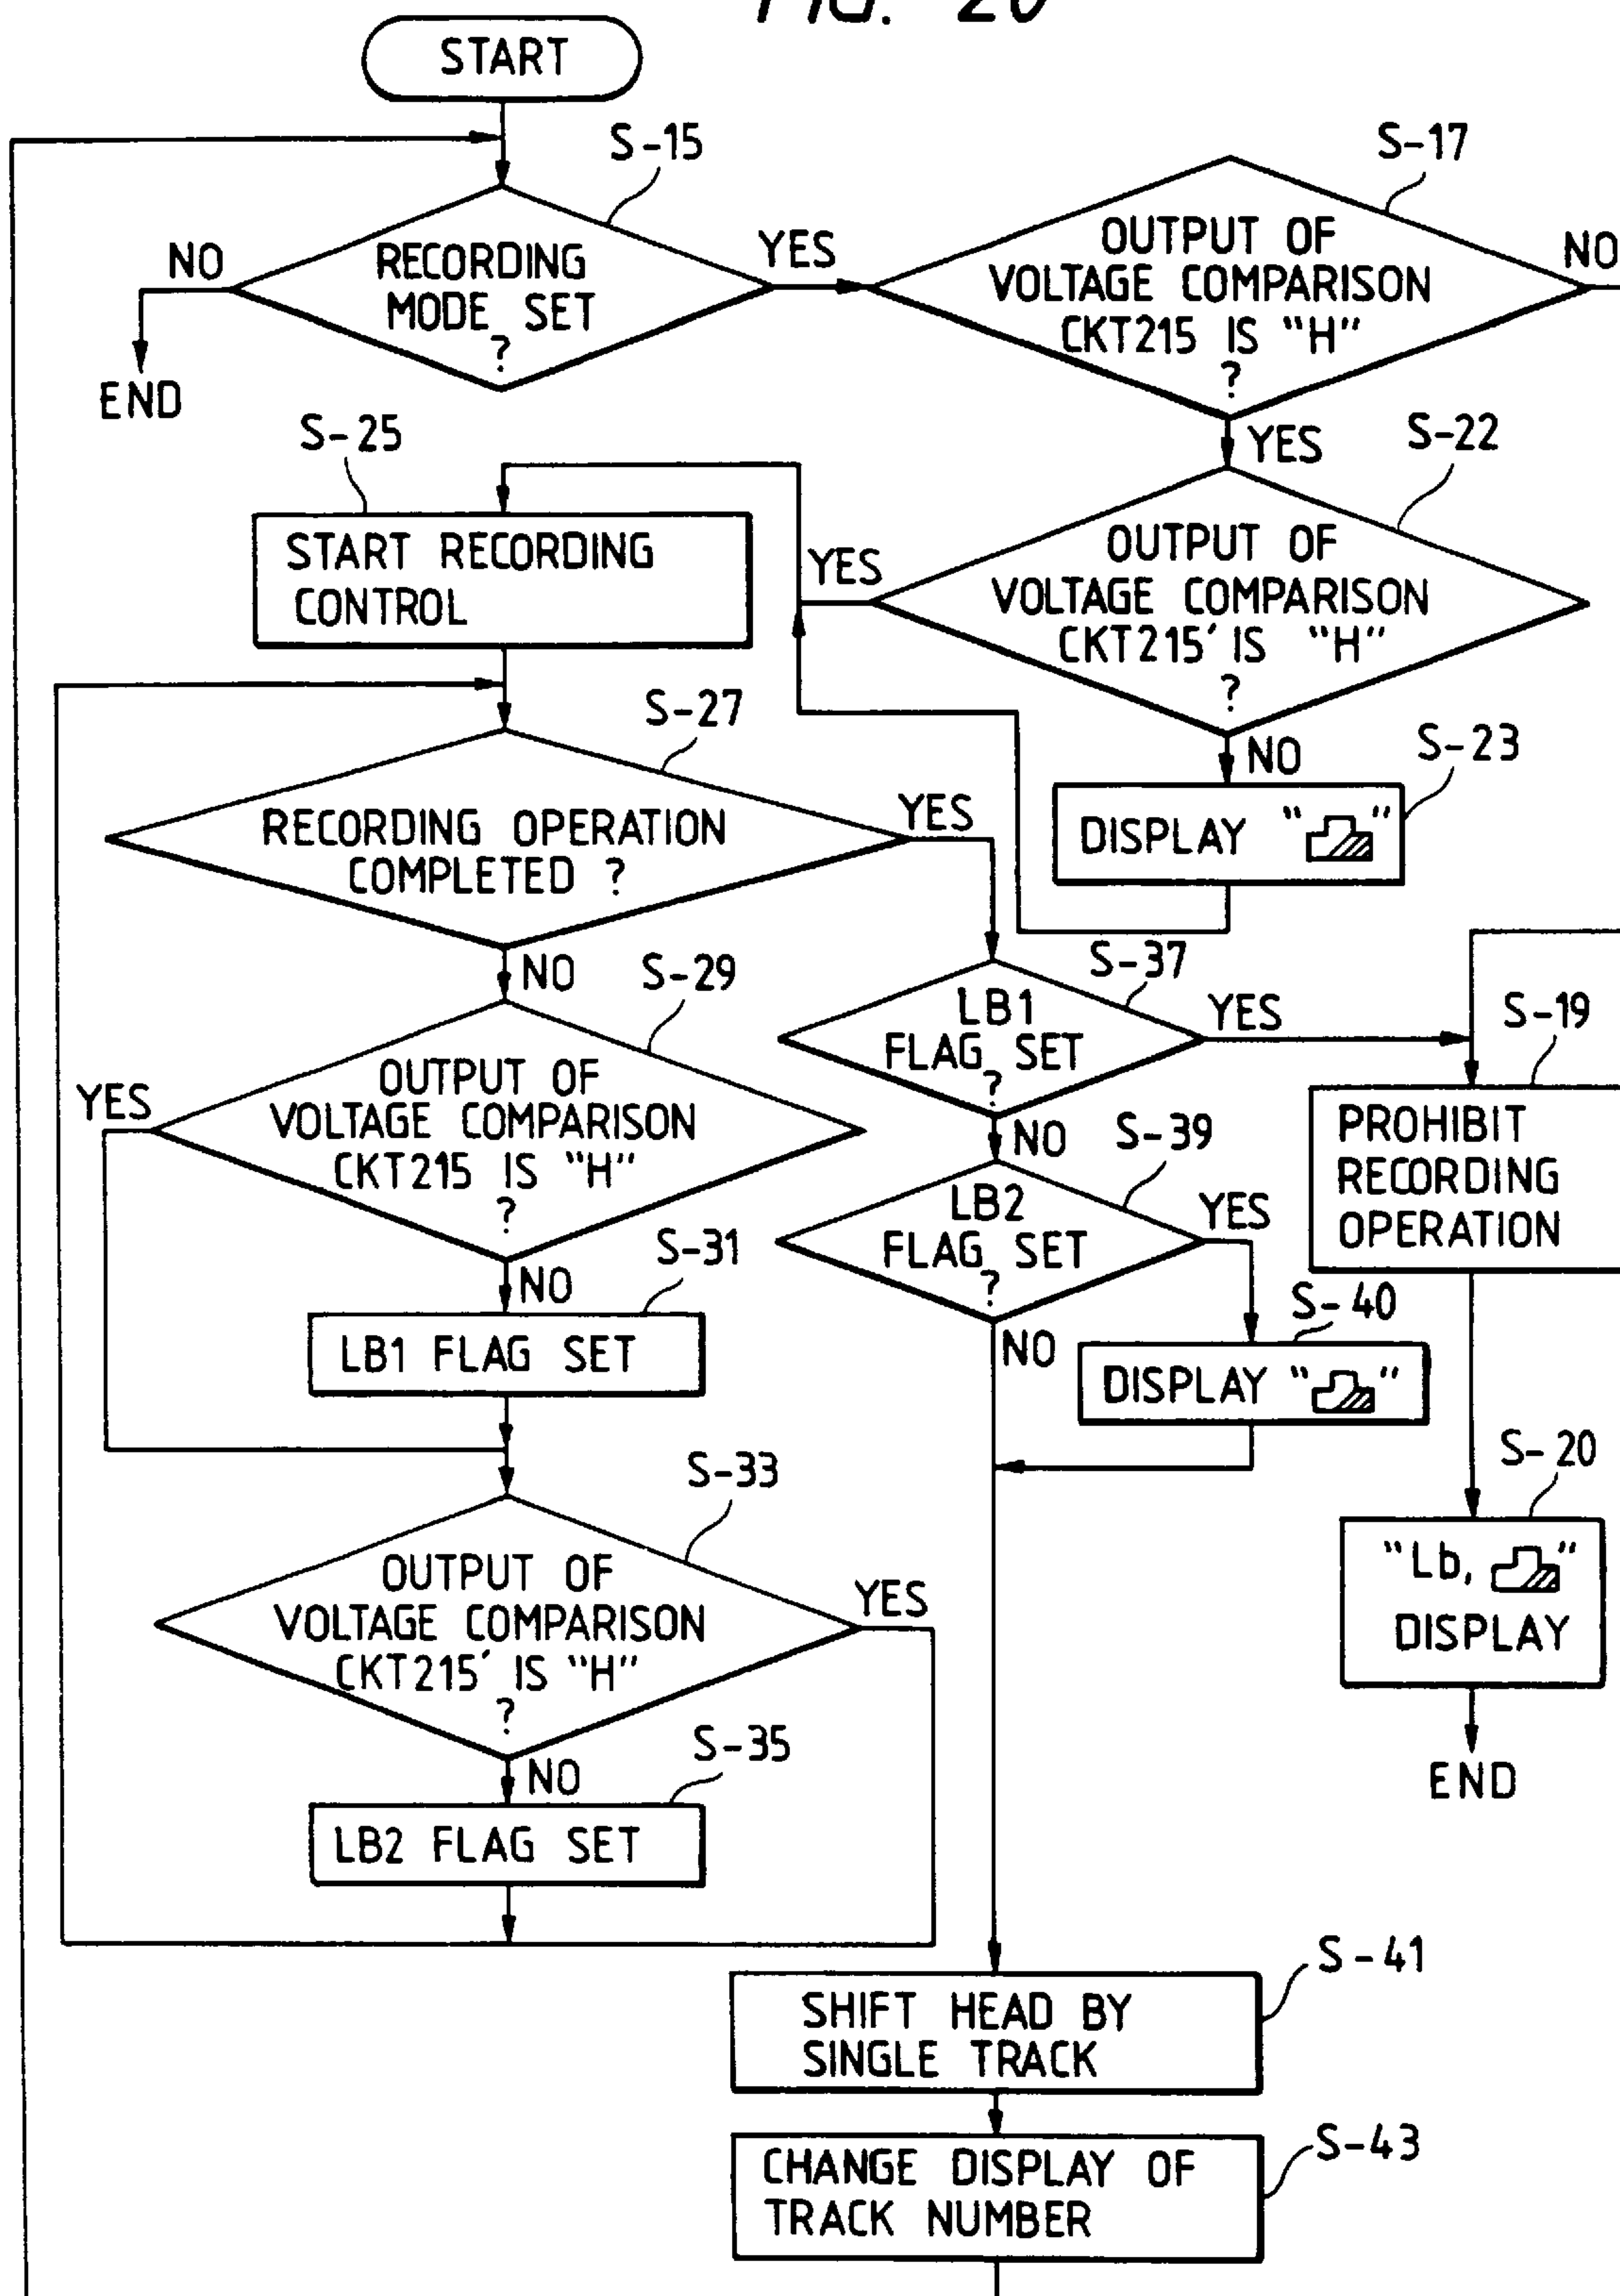 FIG. 20
START
S-15
RECORDING
MODE SET
?
NO
END
YES
S-17
OUTPUT OF
VOLTAGE COMPARISON
CKT215 IS "H"
?
NO
YES
S-22
OUTPUT OF
VOLTAGE COMPARISON
CKT215' IS "H"
?
YES
NO
S-23
DISPLAY " "
S-25
START RECORDING
CONTROL
S-27
RECORDING OPERATION
COMPLETED ?
YES
NO
S-29
OUTPUT OF
VOLTAGE COMPARISON
CKT215 IS "H"
?
YES
NO
S-31
LB1 FLAG SET
S-33
OUTPUT OF
VOLTAGE COMPARISON
CKT215' IS "H"
?
YES
NO
S-35
LB2 FLAG SET
S-37
LB1
FLAG SET
?
YES
NO
S-39
LB2
FLAG SET
?
YES
NO
S-40
DISPLAY " "
S-19
PROHIBIT
RECORDING
OPERATION
S-20
"Lb, "
DISPLAY
END
S-41
SHIFT HEAD BY
SINGLE TRACK
S-43
CHANGE DISPLAY OF
TRACK NUMBER